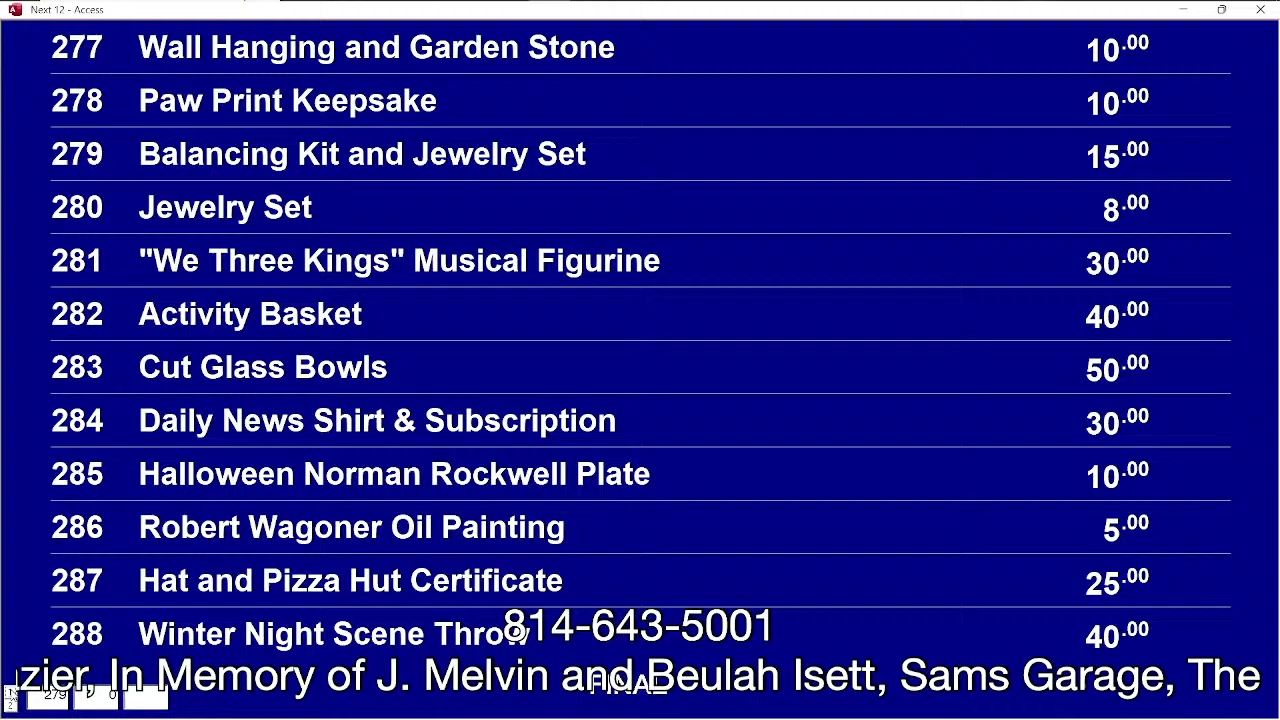 Next 12 - Access
277 Wall Hanging and Garden Stone 10.00
278 Paw Print Keepsake 10.00
279 Balancing Kit and Jewelry Set 15.00
280 Jewelry Set 8.00
281 "We Three Kings" Musical Figurine 30.00
282 Activity Basket 40.00
283 Cut Glass Bowls 50.00
284 Daily News Shirt & Subscription 30.00
285 Halloween Norman Rockwell Plate 10.00
286 Robert Wagoner Oil Painting 5.00
287 Hat and Pizza Hut Certificate 25.00
288 Winter Night Scene Throw 40.00
814-643-5001
zier, In Memory of J. Melvin and Beulah Isett, Sams Garage, The
FINAL
279 0